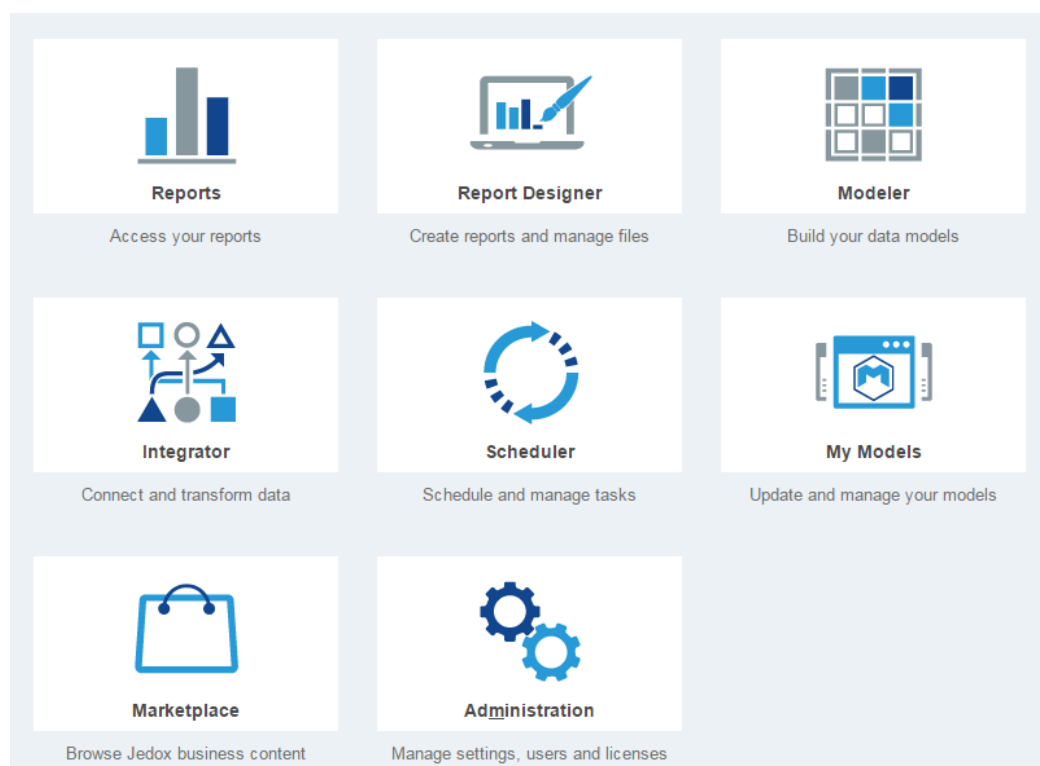 Reports
Report Designer
Modeler
Access your reports
Create reports and manage files
Build your data models
Integrator
Scheduler
My Models
Connect and transform data
Schedule and manage tasks
Update and manage your models
Marketplace
Administration
Browse Jedox business content
Manage settings, users and licenses